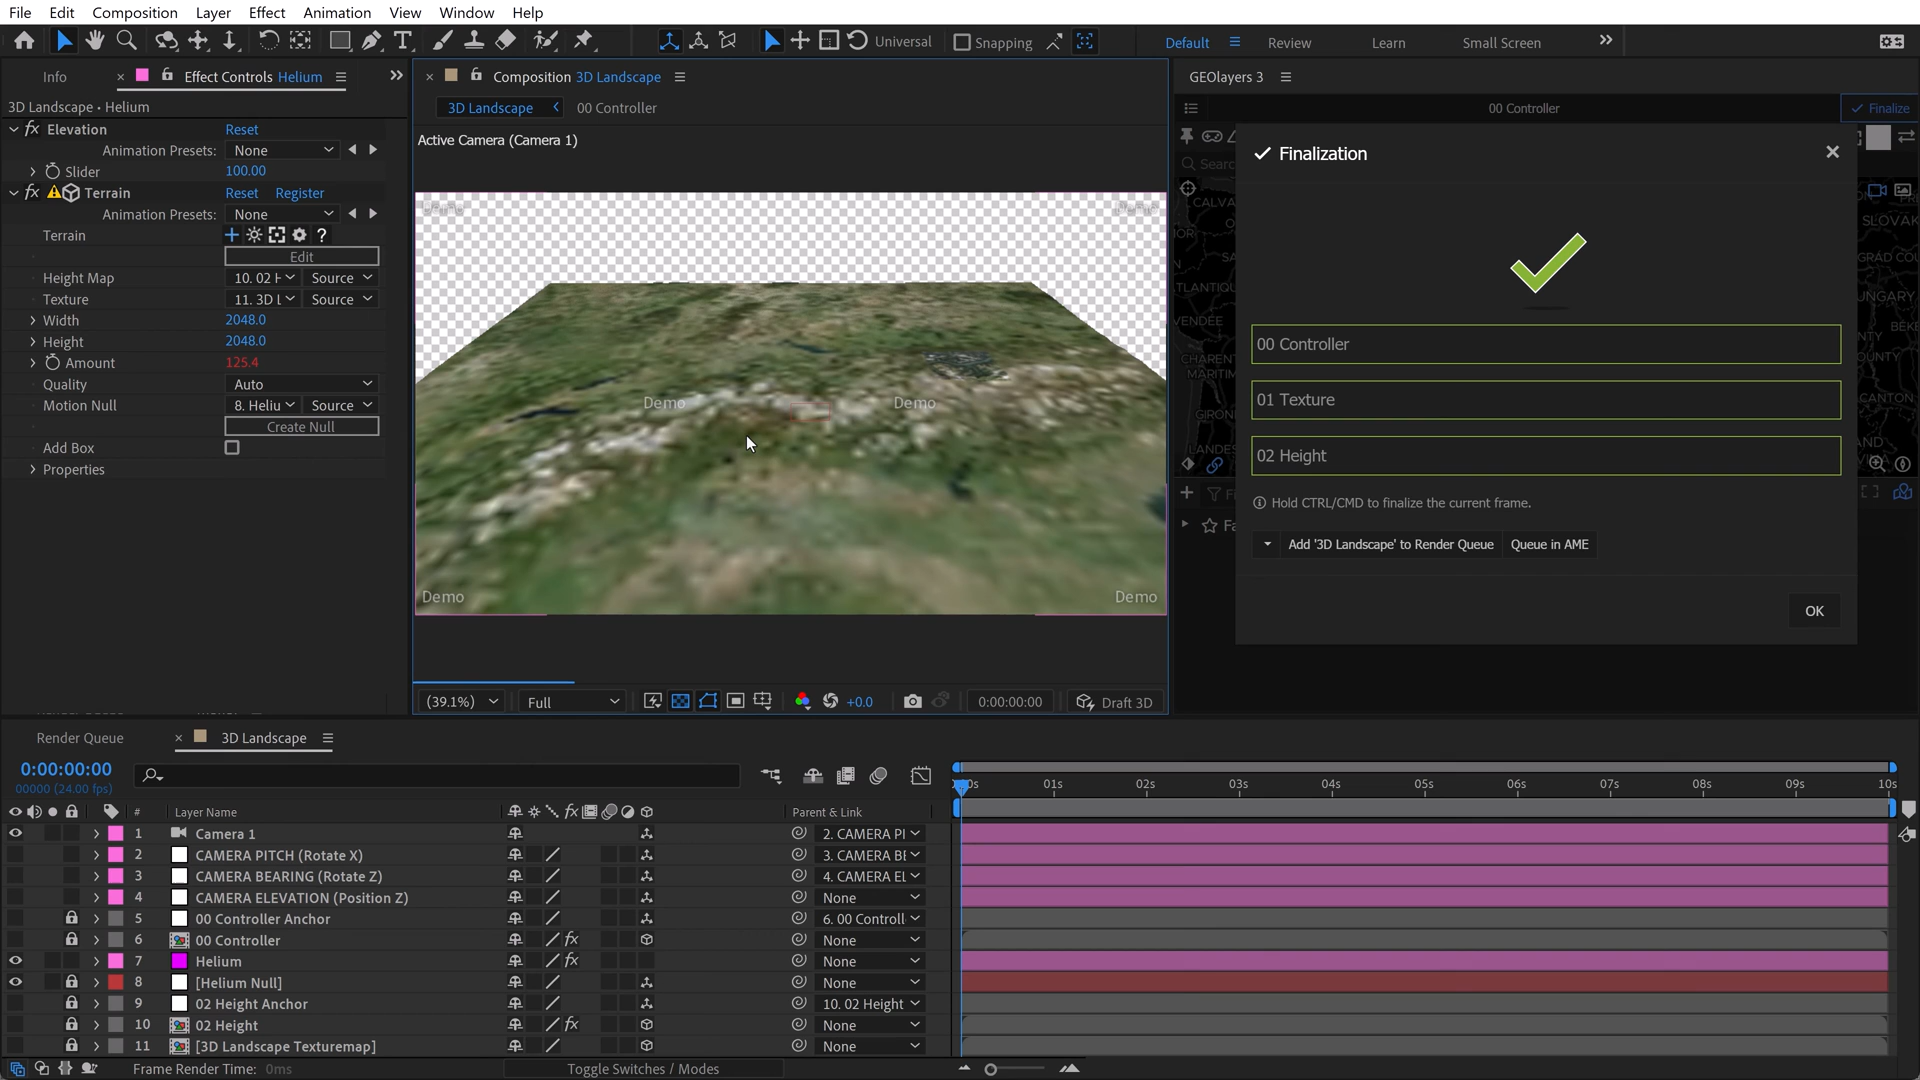 File Edit Composition Layer Effect Animation View Window Help
Universal Snapping Default Review Learn Small Screen
Info Effect Controls Helium
Composition 3D Landscape
GEOlayers 3
3D Landscape • Helium
3D Landscape 00 Controller
00 Controller Finalize
Elevation Reset
Animation Presets: None
Slider 100.00
Terrain Reset Register
Animation Presets: None
Terrain
Edit
Height Map 10. 02 H Source
Texture 11. 3D L Source
Width 2048.0
Height 2048.0
Amount 125.4
Quality Auto
Motion Null 8. Heliu Source
Create Null
Add Box
Properties
Active Camera (Camera 1)
Demo Demo
Demo Demo
Demo Demo
(39.1%) Full +0.0 0:00:00:00 Draft 3D
Finalization
00 Controller
01 Texture
02 Height
Hold CTRL/CMD to finalize the current frame.
Add '3D Landscape' to Render Queue Queue in AME
OK
Render Queue 3D Landscape
0:00:00:00
00000 (24.00 fps)
01s 02s 03s 04s 05s 06s 07s 08s 09s 10s
# Layer Name Parent & Link
1 Camera 1 2. CAMERA PI
2 CAMERA PITCH (Rotate X) 3. CAMERA BE
3 CAMERA BEARING (Rotate Z) 4. CAMERA EL
4 CAMERA ELEVATION (Position Z) None
5 00 Controller Anchor 6. 00 Controll
6 00 Controller None
7 Helium None
8 [Helium Null] None
9 02 Height Anchor 10. 02 Height
10 02 Height None
11 [3D Landscape Texturemap] None
Frame Render Time: 0ms Toggle Switches / Modes